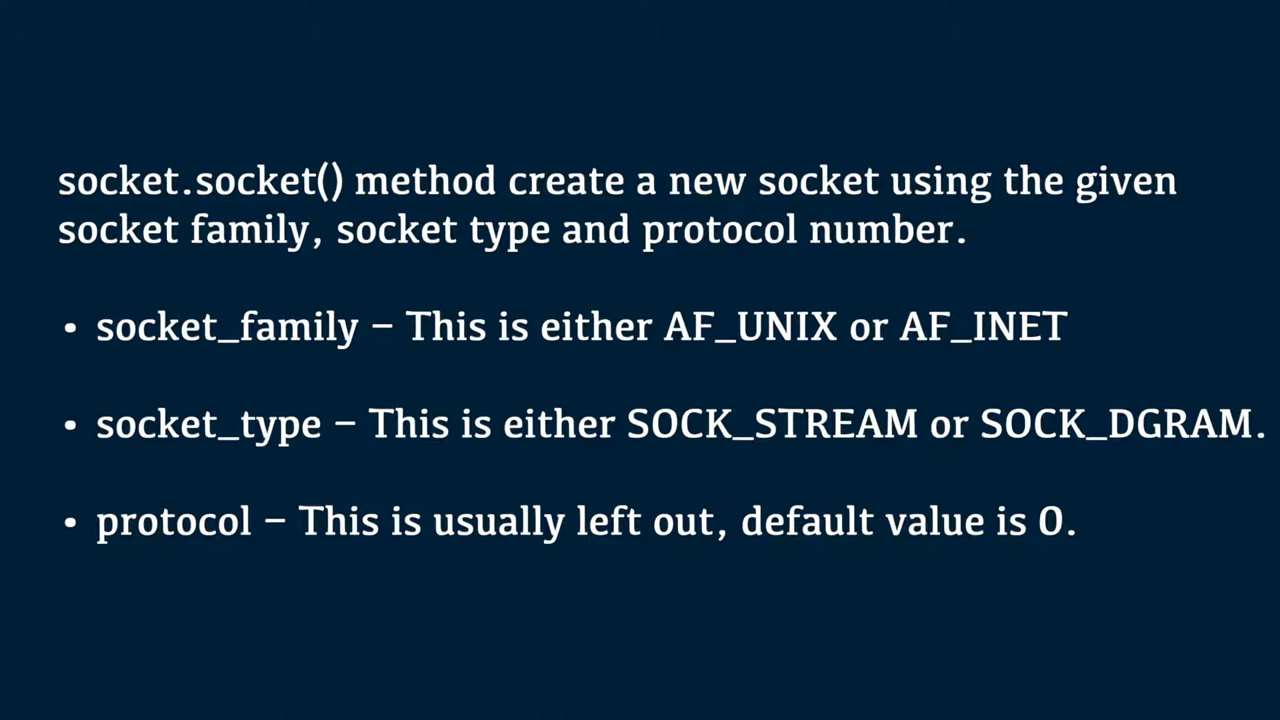 socket.socket() method create a new socket using the given
socket family, socket type and protocol number.
• socket_family – This is either AF_UNIX or AF_INET
• socket_type – This is either SOCK_STREAM or SOCK_DGRAM.
• protocol – This is usually left out, default value is 0.